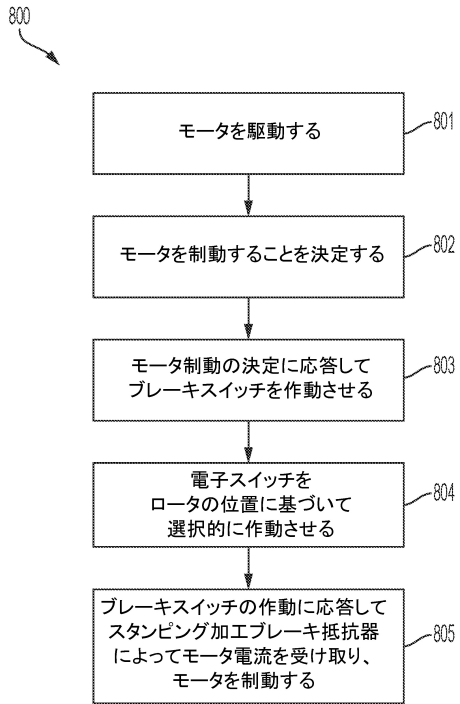 800
モータを駆動する
801
モータを制動することを決定する
802
モータ制動の決定に応答して
ブレーキスイッチを作動させる
803
電子スイッチを
ロータの位置に基づいて
選択的に作動させる
804
ブレーキスイッチの作動に応答して
スタンピング加工ブレーキ抵抗器
によってモータ電流を受け取り、
モータを制動する
805